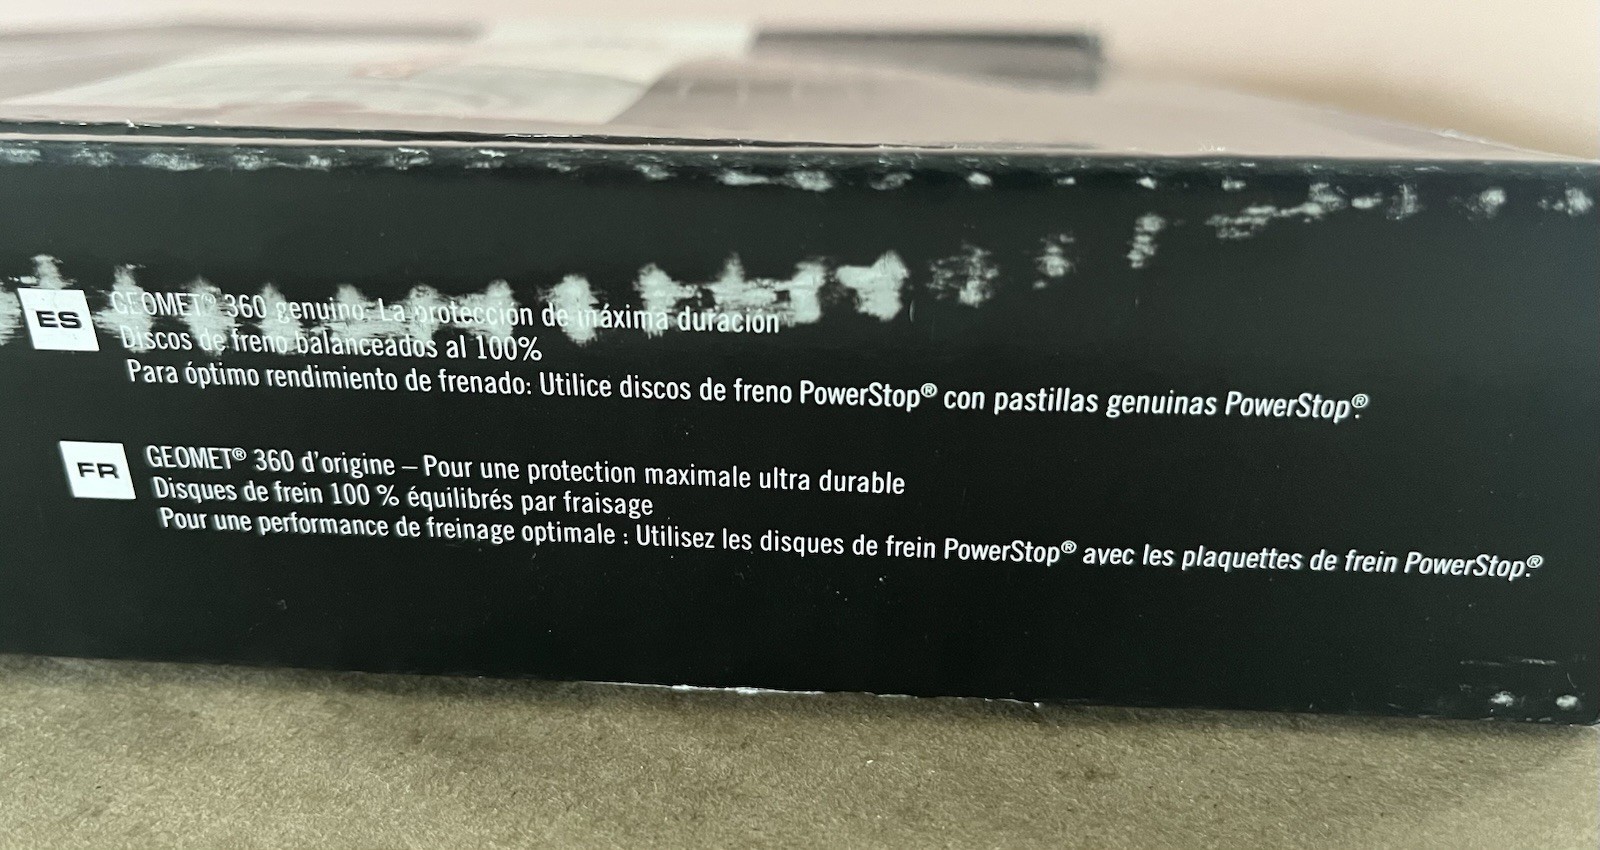 ES
GEOMET® 360 genuino: La protección de máxima duración
Discos de freno balanceados al 100%
Para óptimo rendimiento de frenado: Utilice discos de freno PowerStop® con pastillas genuinas PowerStop®.
FR
GEOMET® 360 d'origine – Pour une protection maximale ultra durable
Disques de frein 100 % équilibrés par fraisage
Pour une performance de freinage optimale : Utilisez les disques de frein PowerStop® avec les plaquettes de frein PowerStop®.